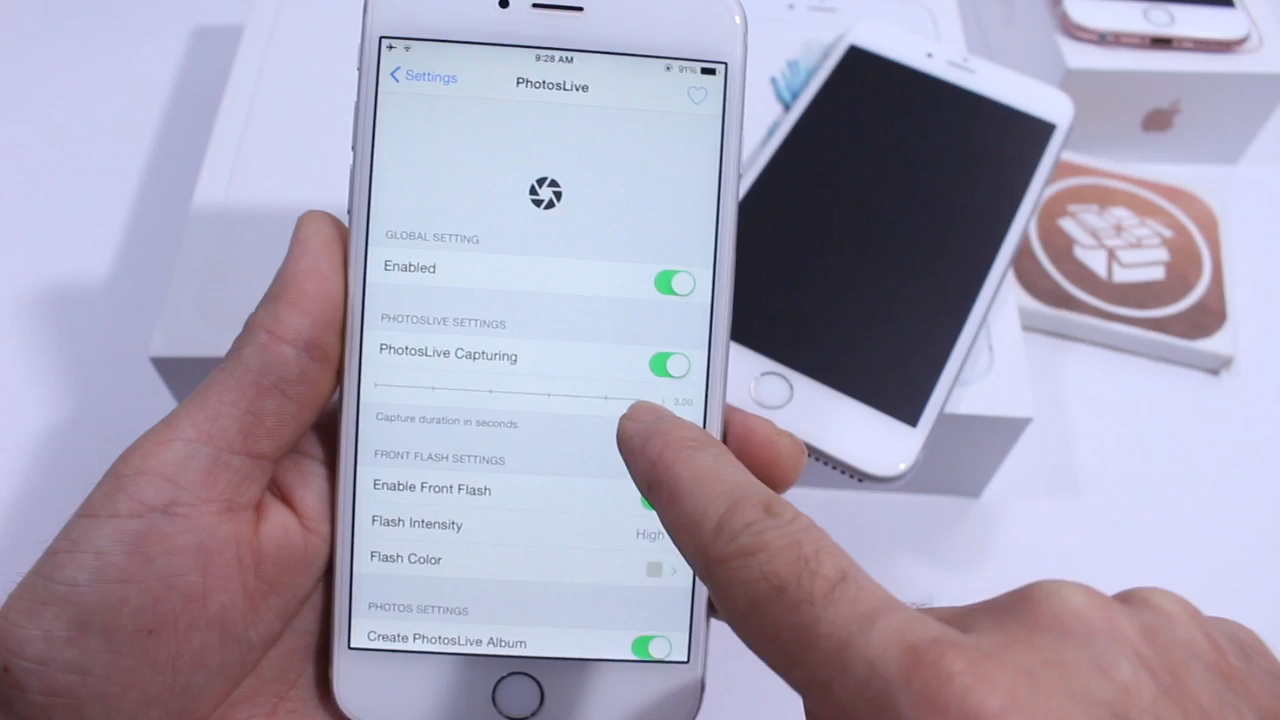 9:28 AM
91%
Settings
PhotosLive
GLOBAL SETTING
Enabled
PHOTOSLIVE SETTINGS
PhotosLive Capturing
3.00
Capture duration in seconds.
FRONT FLASH SETTINGS
Enable Front Flash
Flash Intensity
High
Flash Color
PHOTOS SETTINGS
Create PhotosLive Album